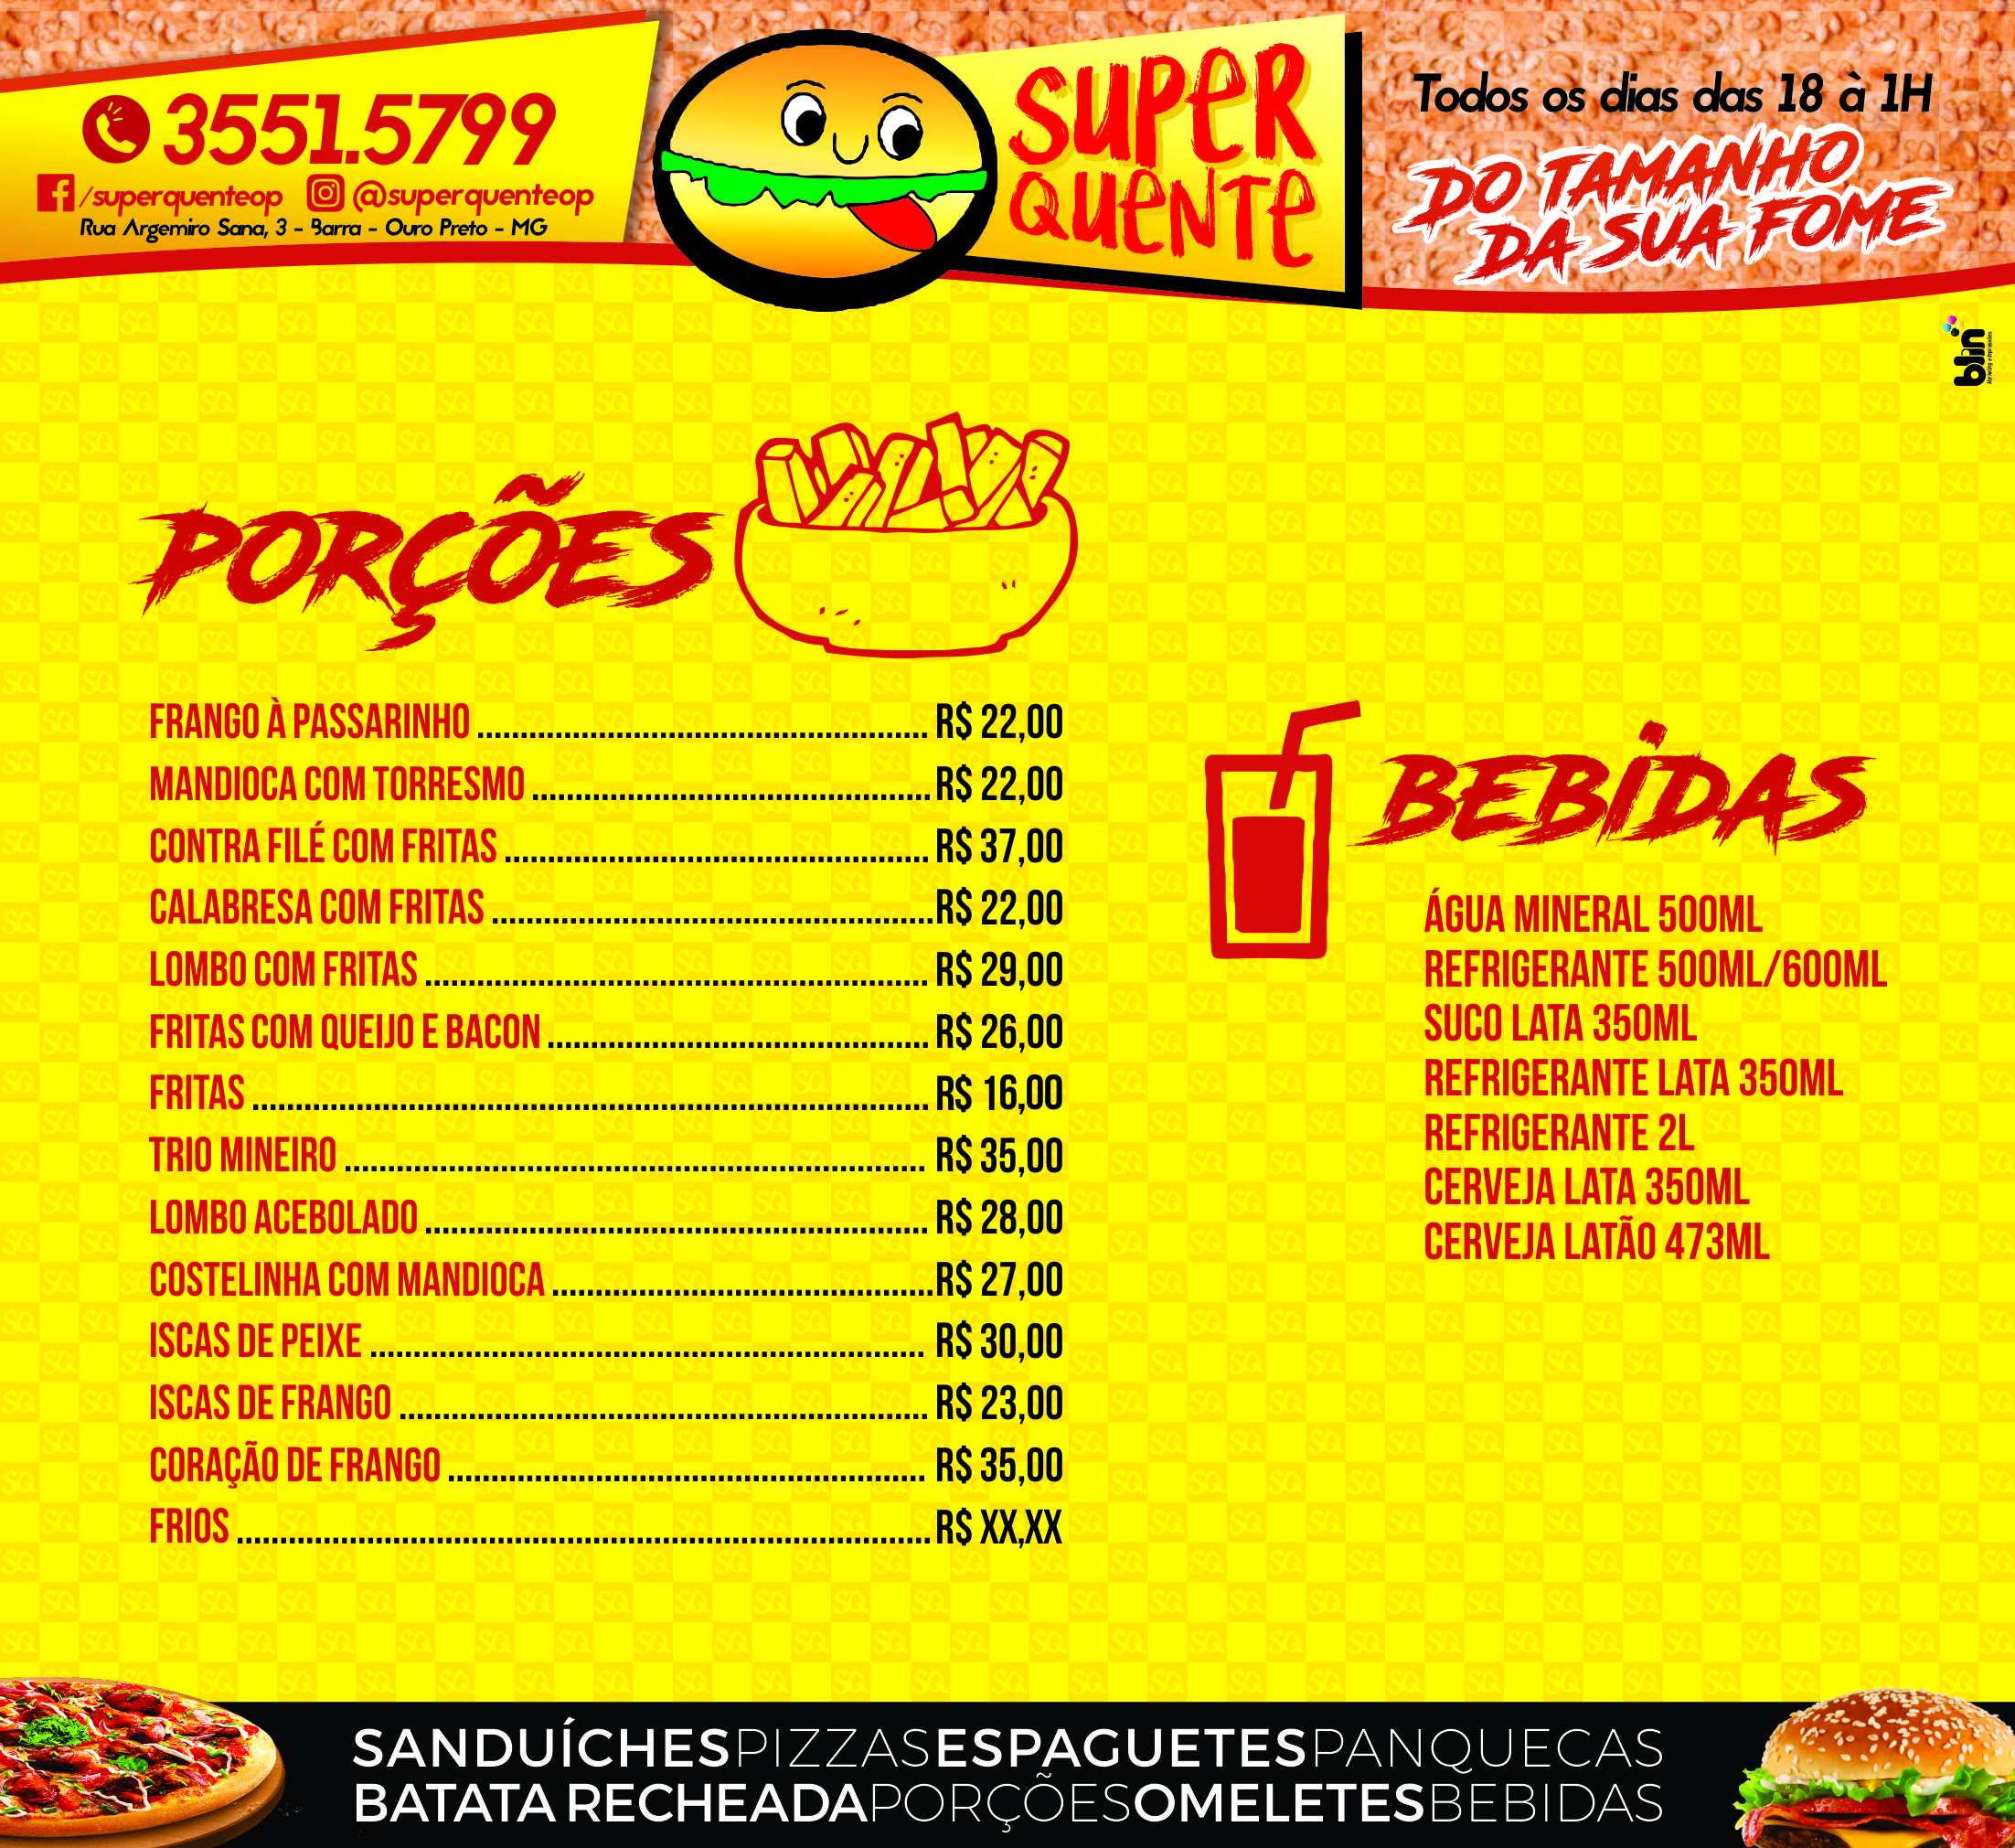 3551.5799
/superquenteop @superquenteop
Rua Argemiro Sana, 3 - Barra - Ouro Preto - MG
SUPER
QUENTE
Todos os dias das 18 à 1H
DO TAMANHO
DA SUA FOME
blin
PORÇÕES
FRANGO À PASSARINHO R$ 22,00
MANDIOCA COM TORRESMO R$ 22,00
CONTRA FILÉ COM FRITAS R$ 37,00
CALABRESA COM FRITAS R$ 22,00
LOMBO COM FRITAS R$ 29,00
FRITAS COM QUEIJO E BACON R$ 26,00
FRITAS R$ 16,00
TRIO MINEIRO R$ 35,00
LOMBO ACEBOLADO R$ 28,00
COSTELINHA COM MANDIOCA R$ 27,00
ISCAS DE PEIXE R$ 30,00
ISCAS DE FRANGO R$ 23,00
CORAÇÃO DE FRANGO R$ 35,00
FRIOS R$ XX,XX
BEBIDAS
ÁGUA MINERAL 500ML
REFRIGERANTE 500ML/600ML
SUCO LATA 350ML
REFRIGERANTE LATA 350ML
REFRIGERANTE 2L
CERVEJA LATA 350ML
CERVEJA LATÃO 473ML
SANDUÍCHESPIZZASESPAGUETESPANQUECAS
BATATA RECHEADAPORÇÕESOMELETESBEBIDAS